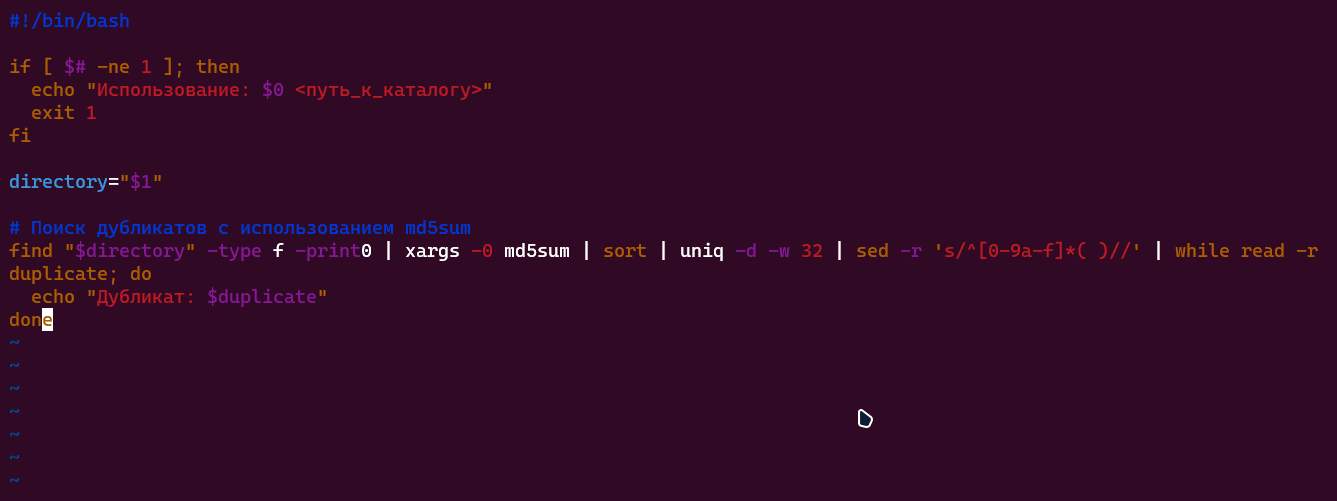 #!/bin/bash
if [ $# -ne 1 ]; then
  echo "Использование: $0 <путь_к_каталогу>"
  exit 1
fi
directory="$1"
# Поиск дубликатов с использованием md5sum
find "$directory" -type f -print0 | xargs -0 md5sum | sort | uniq -d -w 32 | sed -r 's/^[0-9a-f]*( )//' | while read -r
duplicate; do
  echo "Дубликат: $duplicate"
done
~
~
~
~
~
~
~